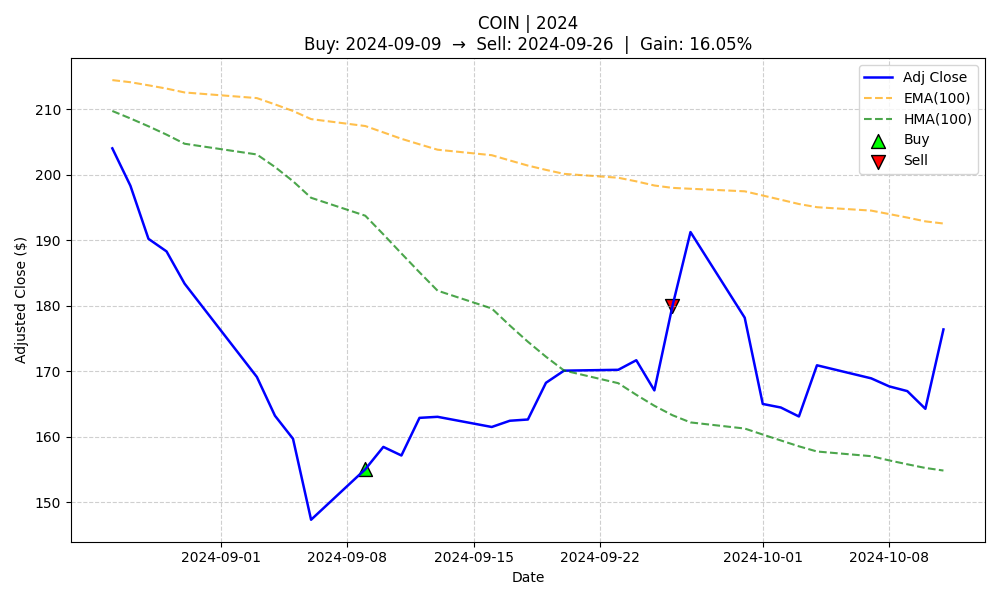 COIN | 2024
Buy: 2024-09-09 → Sell: 2024-09-26 | Gain: 16.05%
Adj Close
EMA(100)
HMA(100)
Buy
Sell
Adjusted Close ($)
210
200
190
180
170
160
150
2024-09-01
2024-09-08
2024-09-15
2024-09-22
2024-10-01
2024-10-08
Date